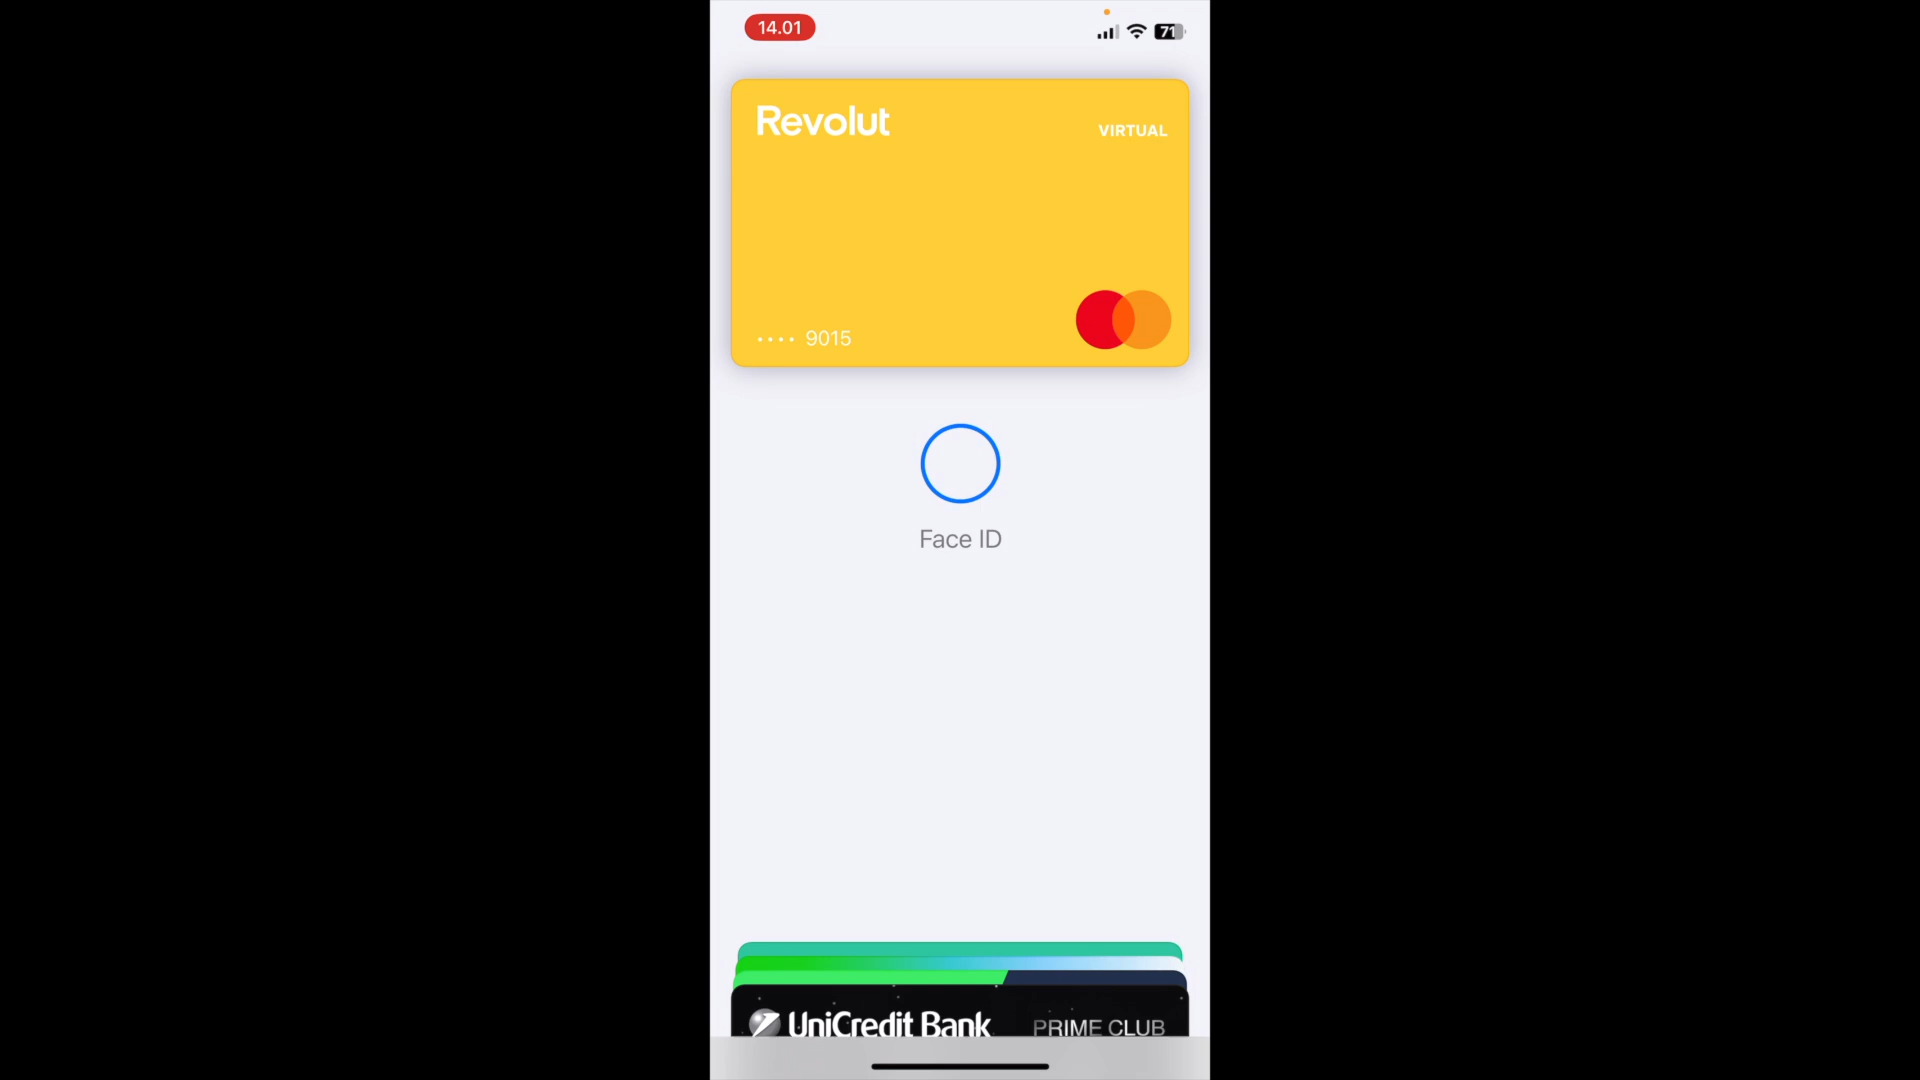 14.01
71
Revolut
VIRTUAL
•••• 9015
Face ID
UniCredit Bank
PRIME CLUB